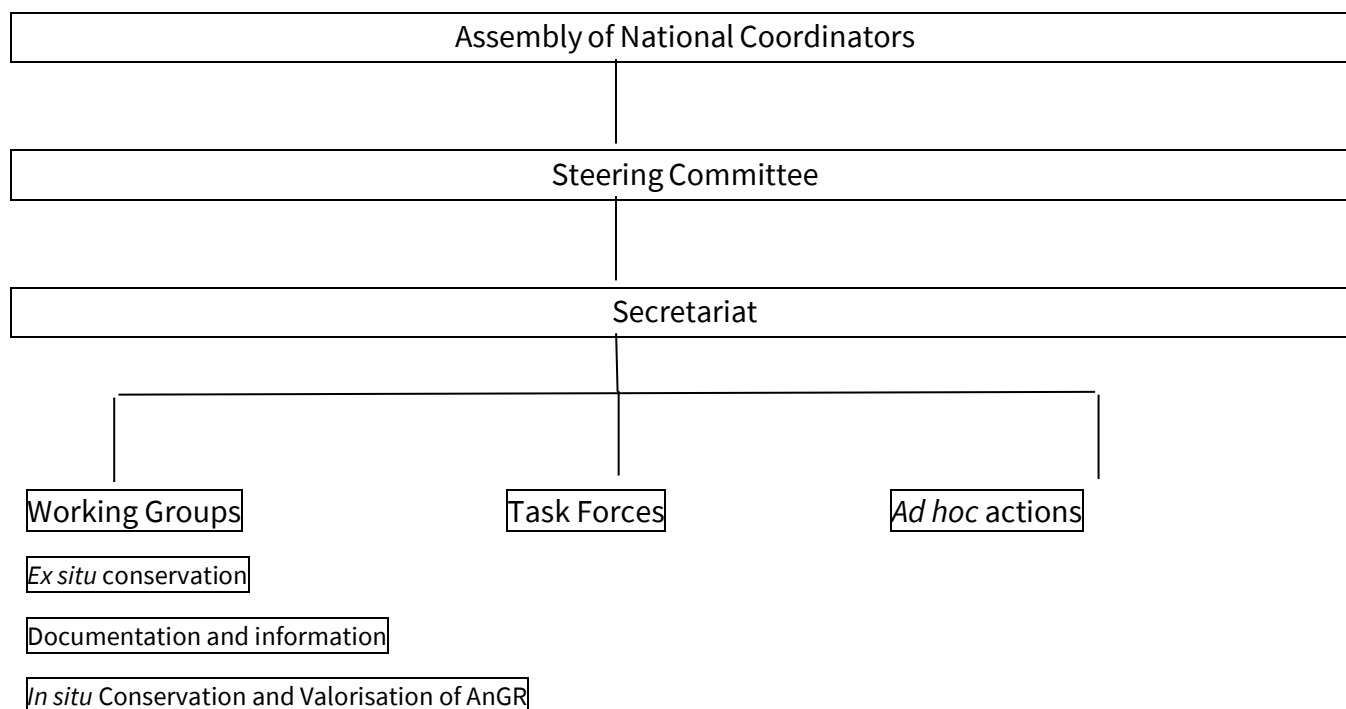 Assembly of National Coordinators
Steering Committee
Secretariat
Working Groups
Task Forces
Ad hoc actions
Ex situ conservation
Documentation and information
In situ Conservation and Valorisation of AnGR